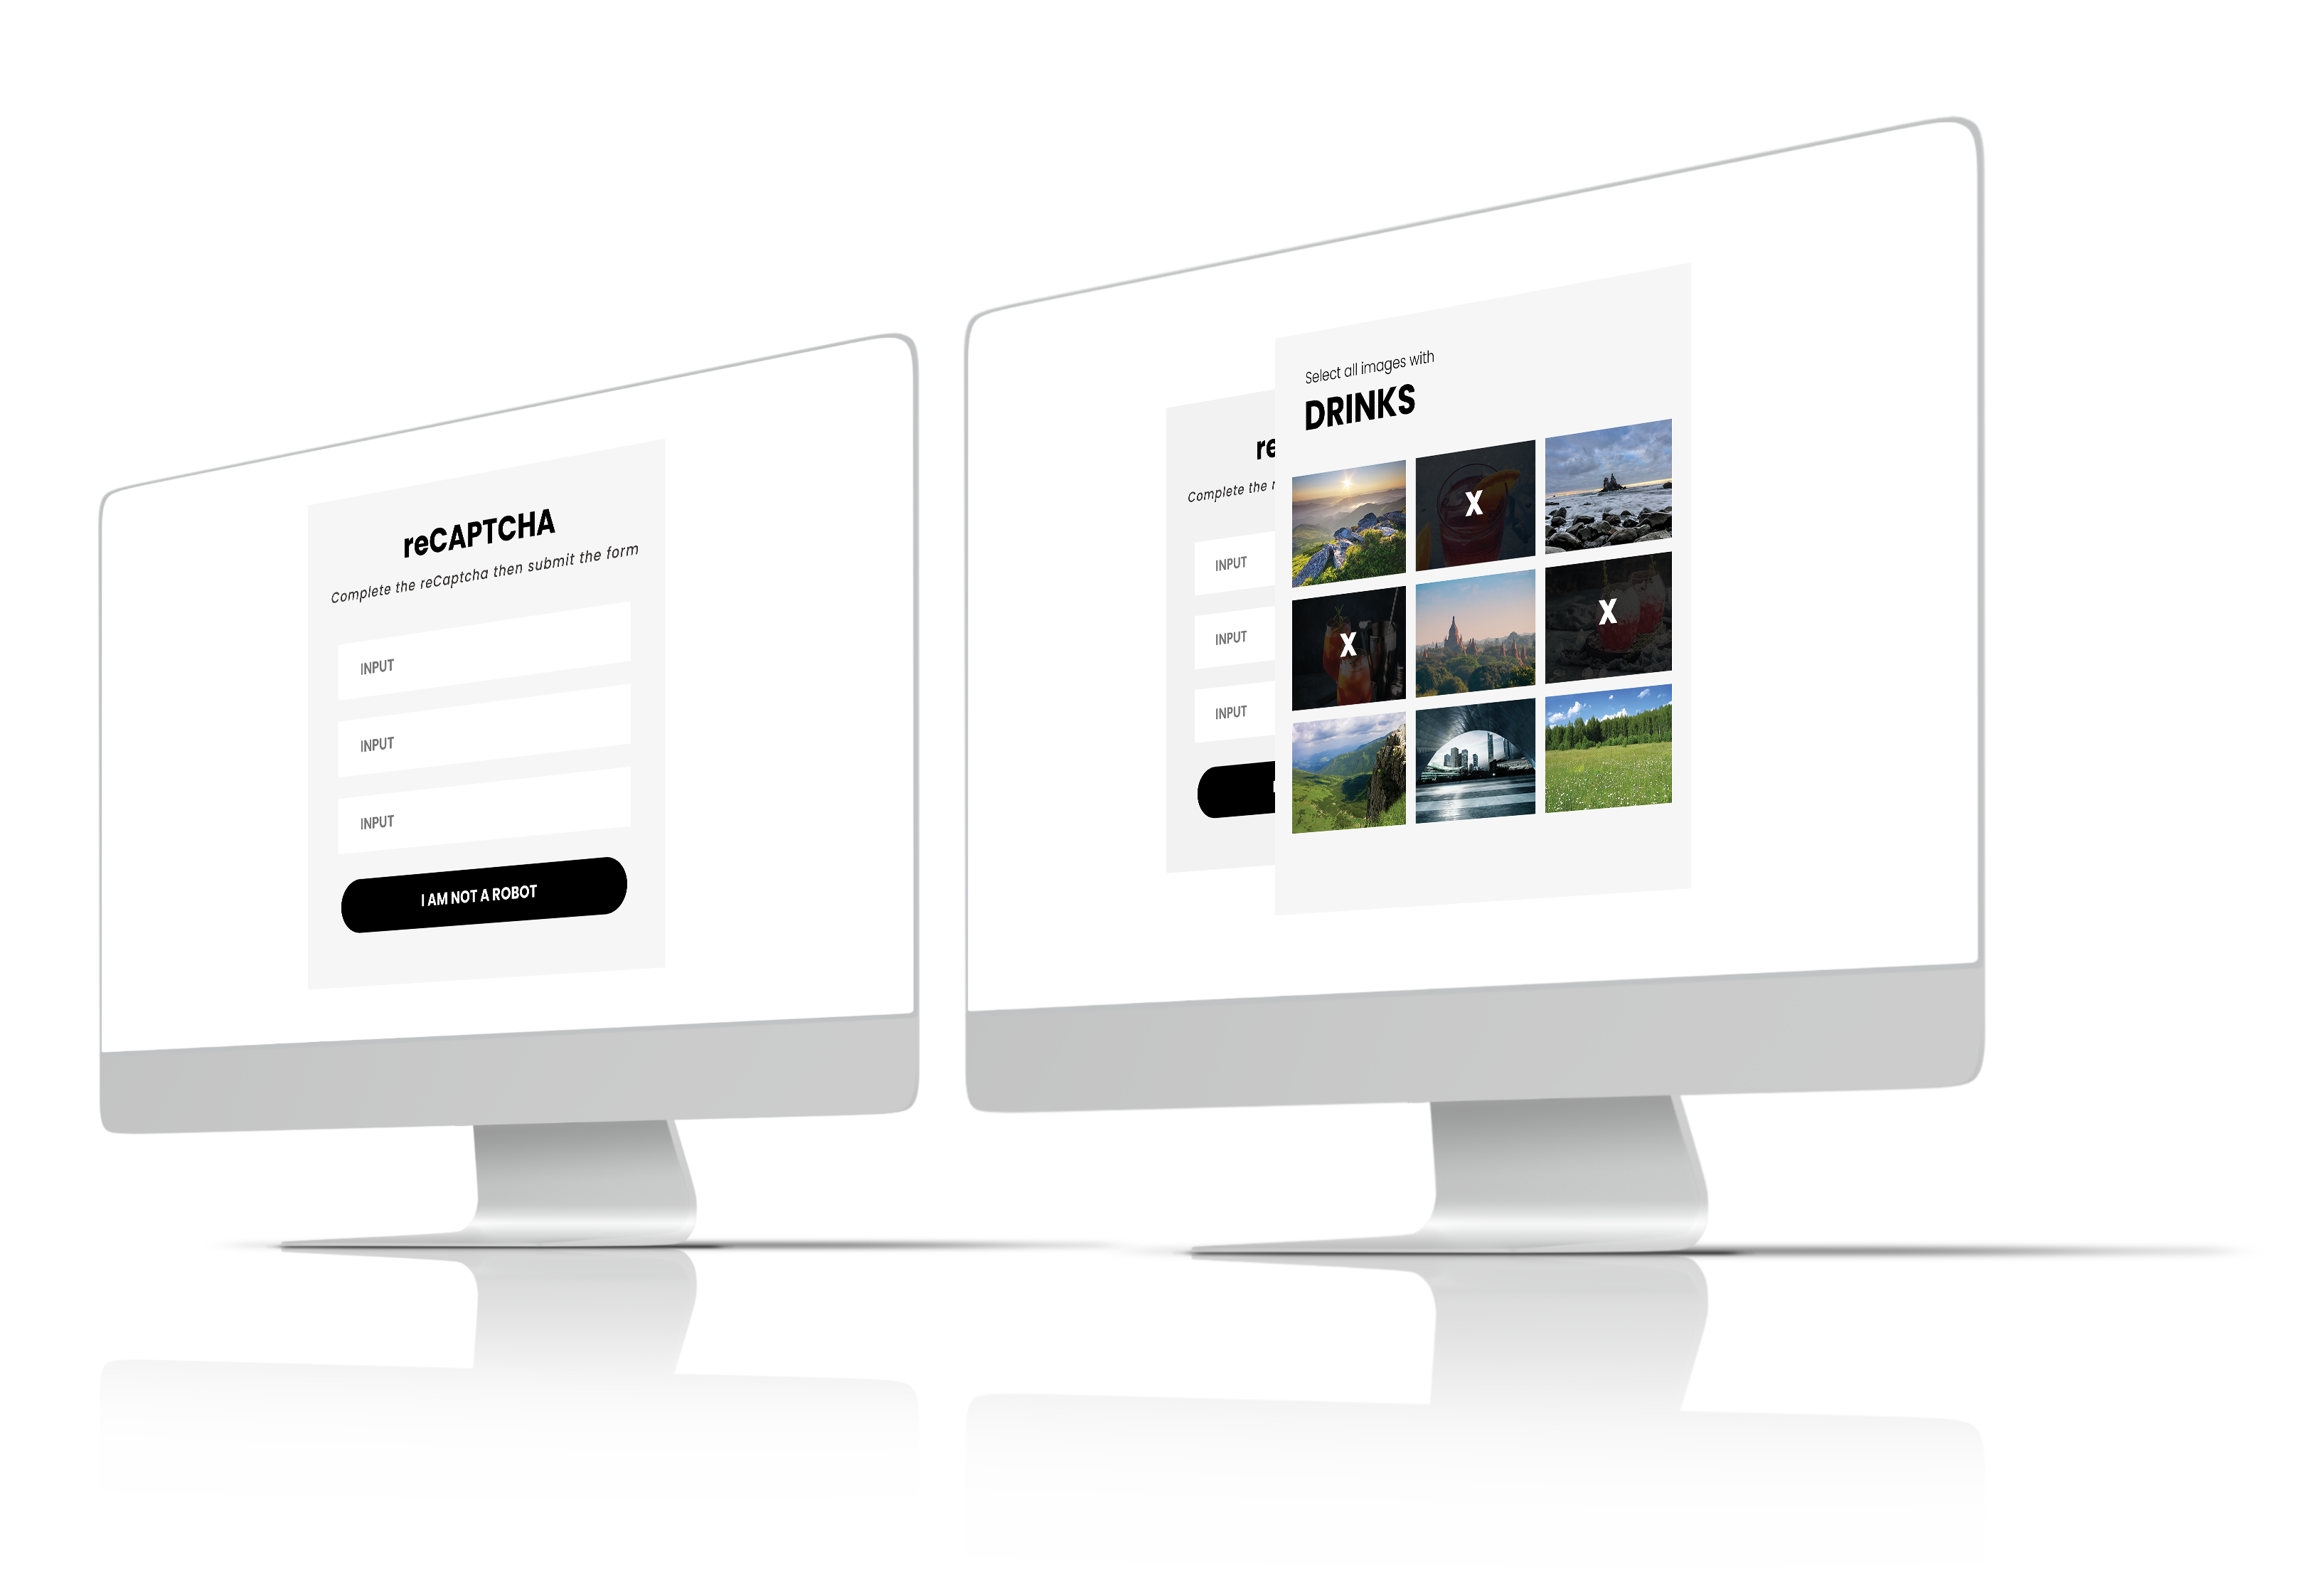 reCAPTCHA
Complete the reCaptcha then submit the form
INPUT
INPUT
INPUT
I AM NOT A ROBOT
re
Complete the r
INPUT
INPUT
INPUT
Select all images with
DRINKS
X
X
X